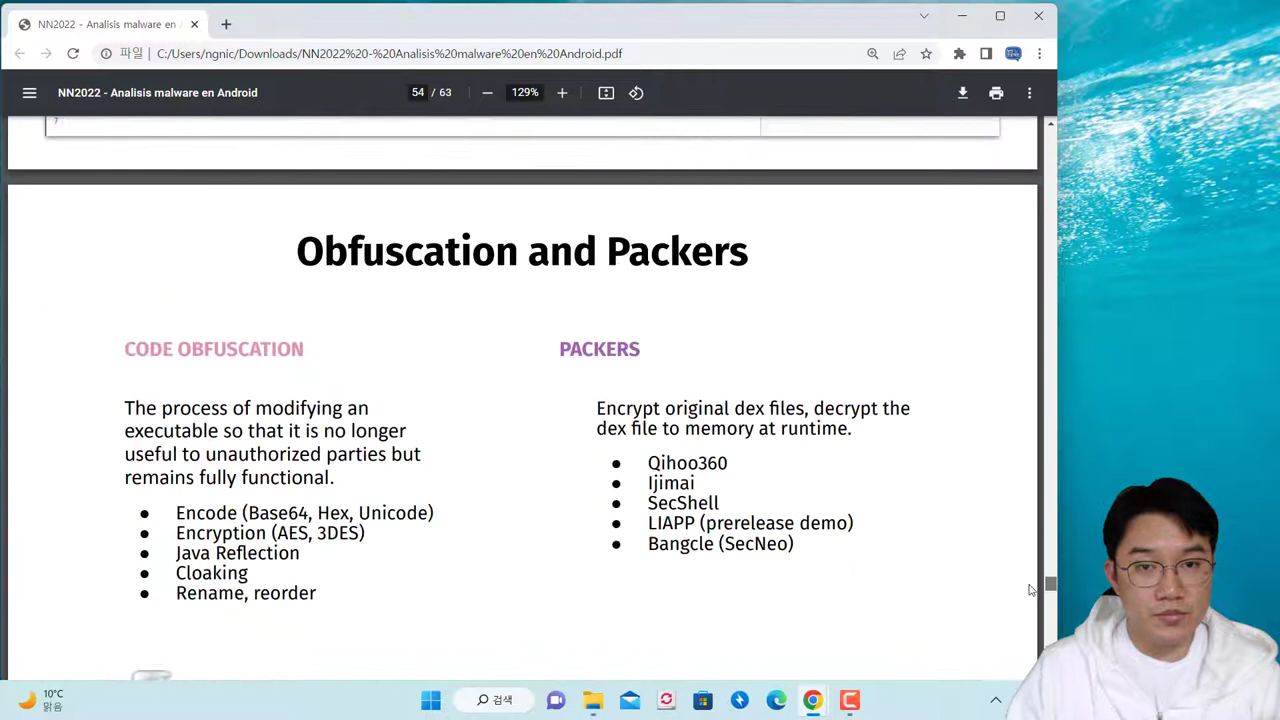 NN2022 - Analisis malware en
파일 C:/Users/ngnic/Downloads/NN2022%20-%20Analisis%20malware%20en%20Android.pdf
NN2022 - Analisis malware en Android
54 / 63
129%
7
Obfuscation and Packers
CODE OBFUSCATION
The process of modifying an
executable so that it is no longer
useful to unauthorized parties but
remains fully functional.
● Encode (Base64, Hex, Unicode)
● Encryption (AES, 3DES)
● Java Reflection
● Cloaking
● Rename, reorder
PACKERS
Encrypt original dex files, decrypt the
dex file to memory at runtime.
● Qihoo360
● Ijimai
● SecShell
● LIAPP (prerelease demo)
● Bangcle (SecNeo)
10°C
맑음
검색